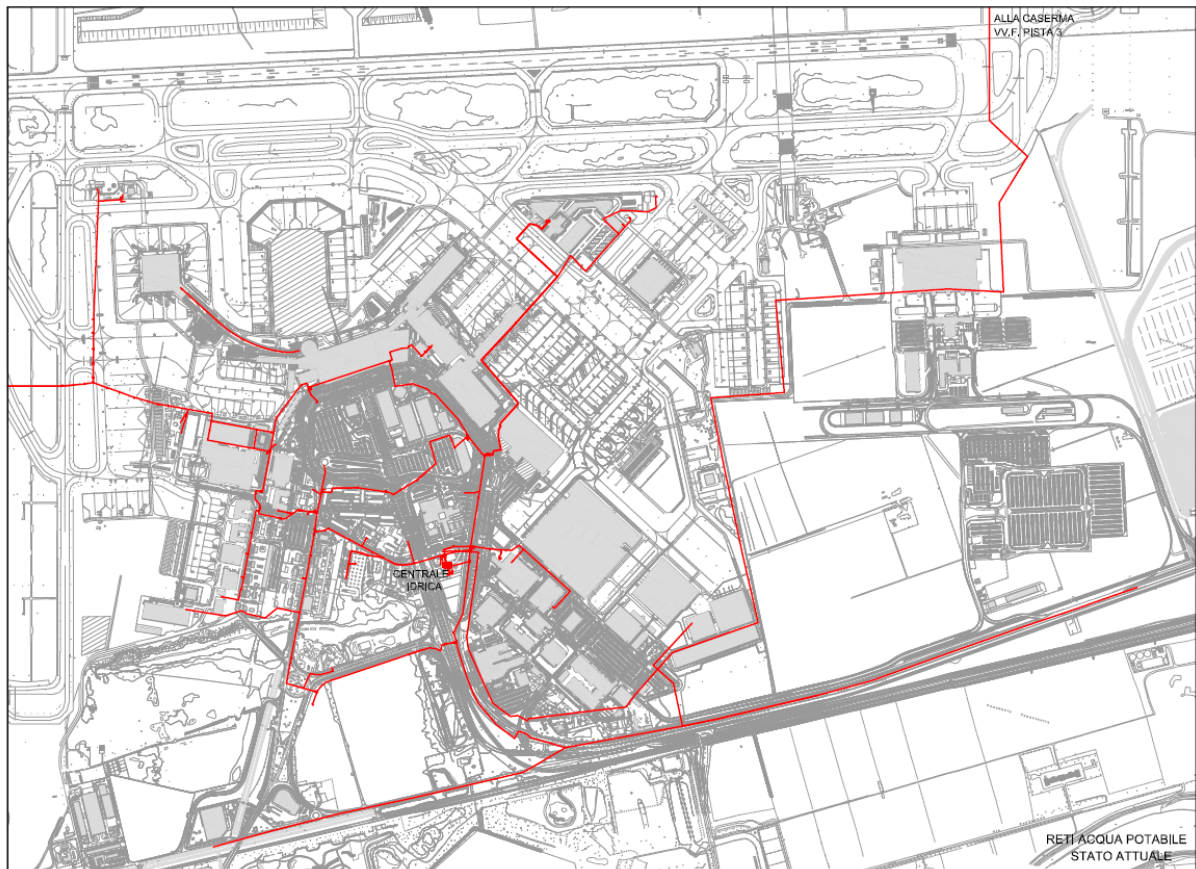 ALLA CASERMA
VV.F. PISTA 3
CENTRALE
IDRICA
RETI ACQUA POTABILE
STATO ATTUALE